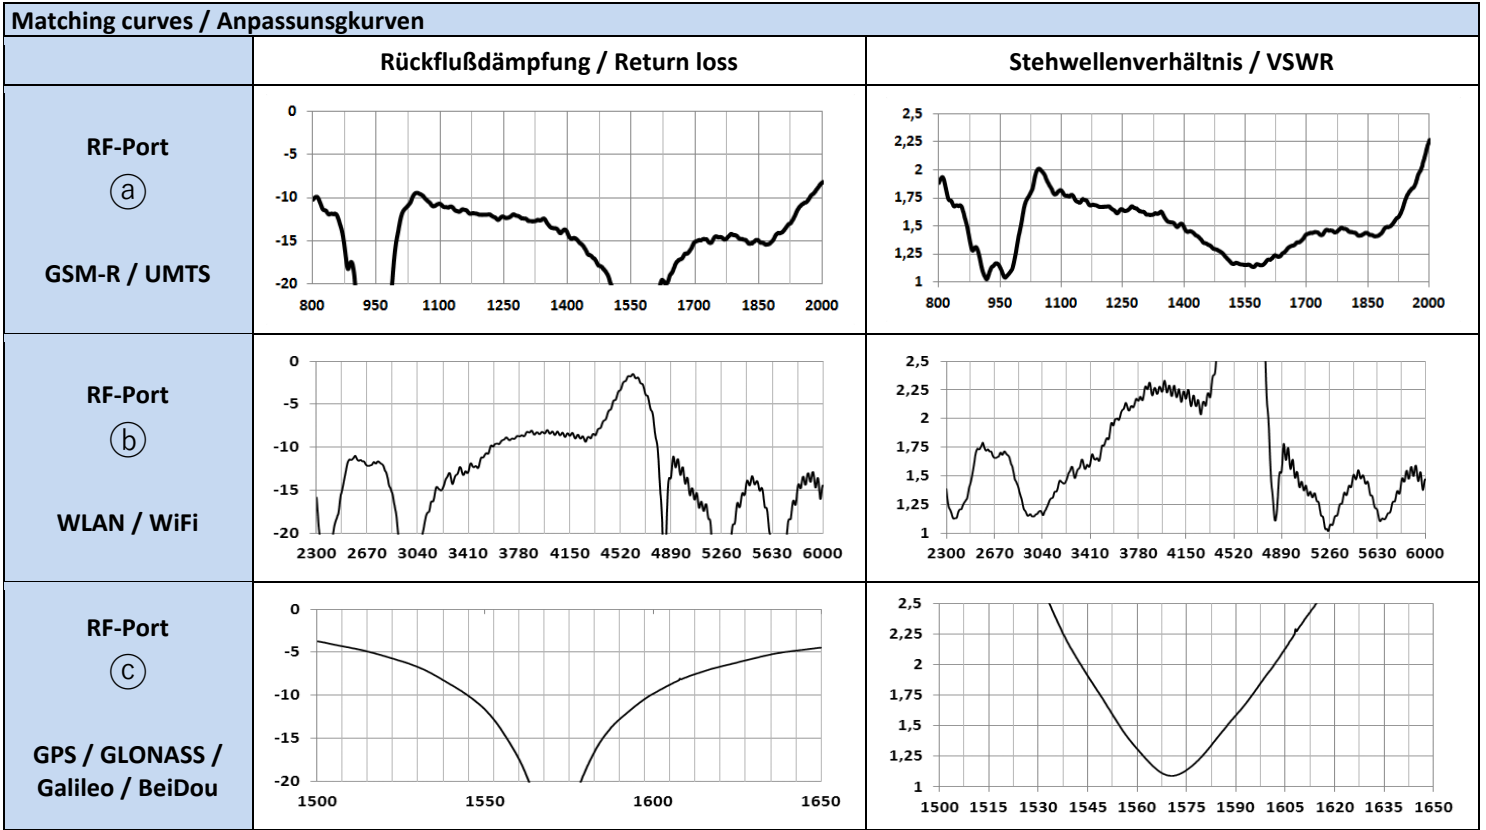 Matching curves / Anpassunsgkurven
Rückflußdämpfung / Return loss
Stehwellenverhältnis / VSWR
RF-Port
a
GSM-R / UMTS
0
-5
-10
-15
-20
800 950 1100 1250 1400 1550 1700 1850 2000
2,5
2,25
2
1,75
1,5
1,25
1
800 950 1100 1250 1400 1550 1700 1850 2000
RF-Port
b
WLAN / WiFi
0
-5
-10
-15
-20
2300 2670 3040 3410 3780 4150 4520 4890 5260 5630 6000
2,5
2,25
2
1,75
1,5
1,25
1
2300 2670 3040 3410 3780 4150 4520 4890 5260 5630 6000
RF-Port
c
GPS / GLONASS /
Galileo / BeiDou
0
-5
-10
-15
-20
1500 1550 1600 1650
2,5
2,25
2
1,75
1,5
1,25
1
1500 1515 1530 1545 1560 1575 1590 1605 1620 1635 1650